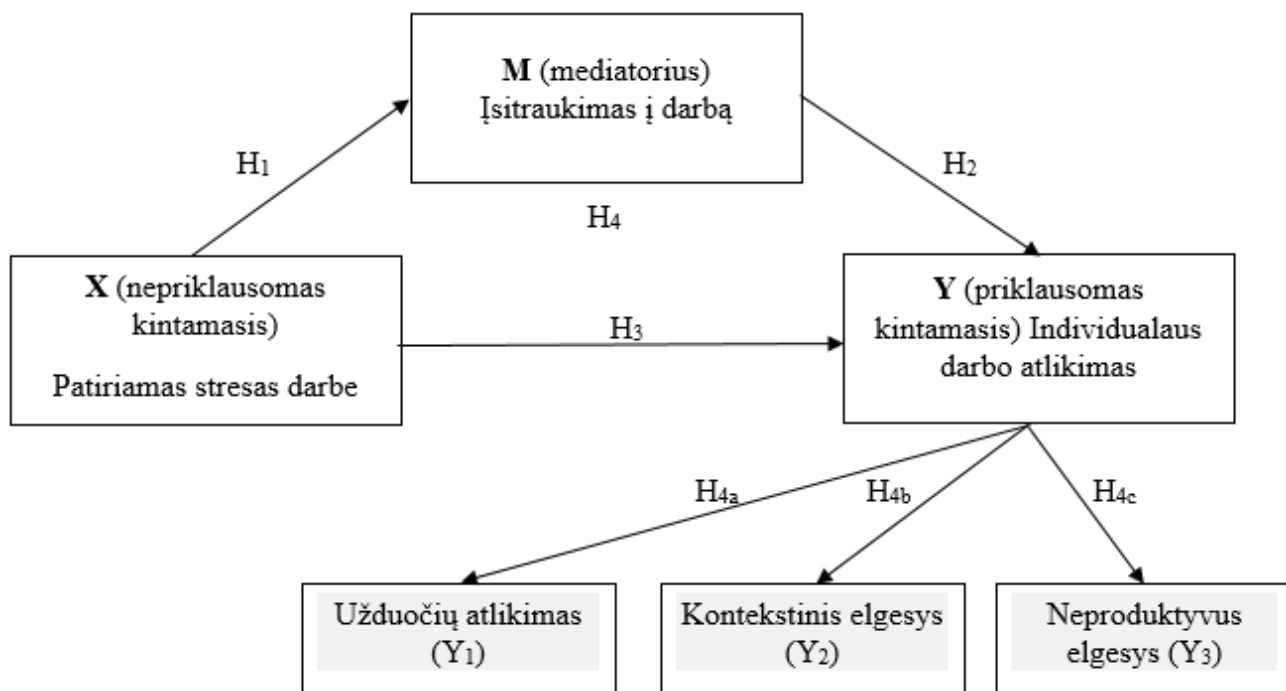 M (mediatorius)
Įsitraukimas į darbą
H1
H2
H4
X (nepriklausomas
kintamasis)
Patiriamas stresas darbe
H3
Y (priklausomas
kintamasis) Individualaus
darbo atlikimas
H4a
H4b
H4c
Užduočių atlikimas
(Y1)
Kontekstinis elgesys
(Y2)
Neproduktyvus
elgesys (Y3)